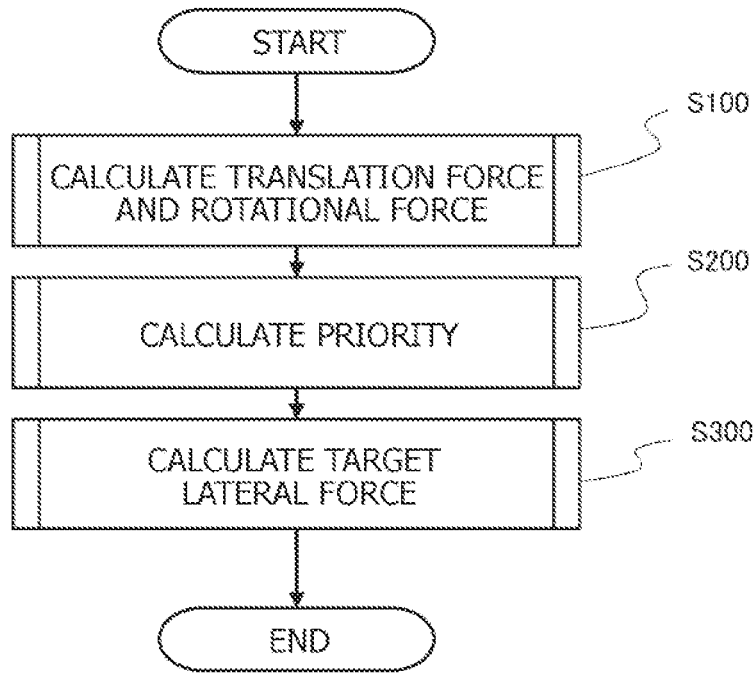 START
S100
CALCULATE TRANSLATION FORCE
AND ROTATIONAL FORCE
S200
CALCULATE PRIORITY
S300
CALCULATE TARGET
LATERAL FORCE
END